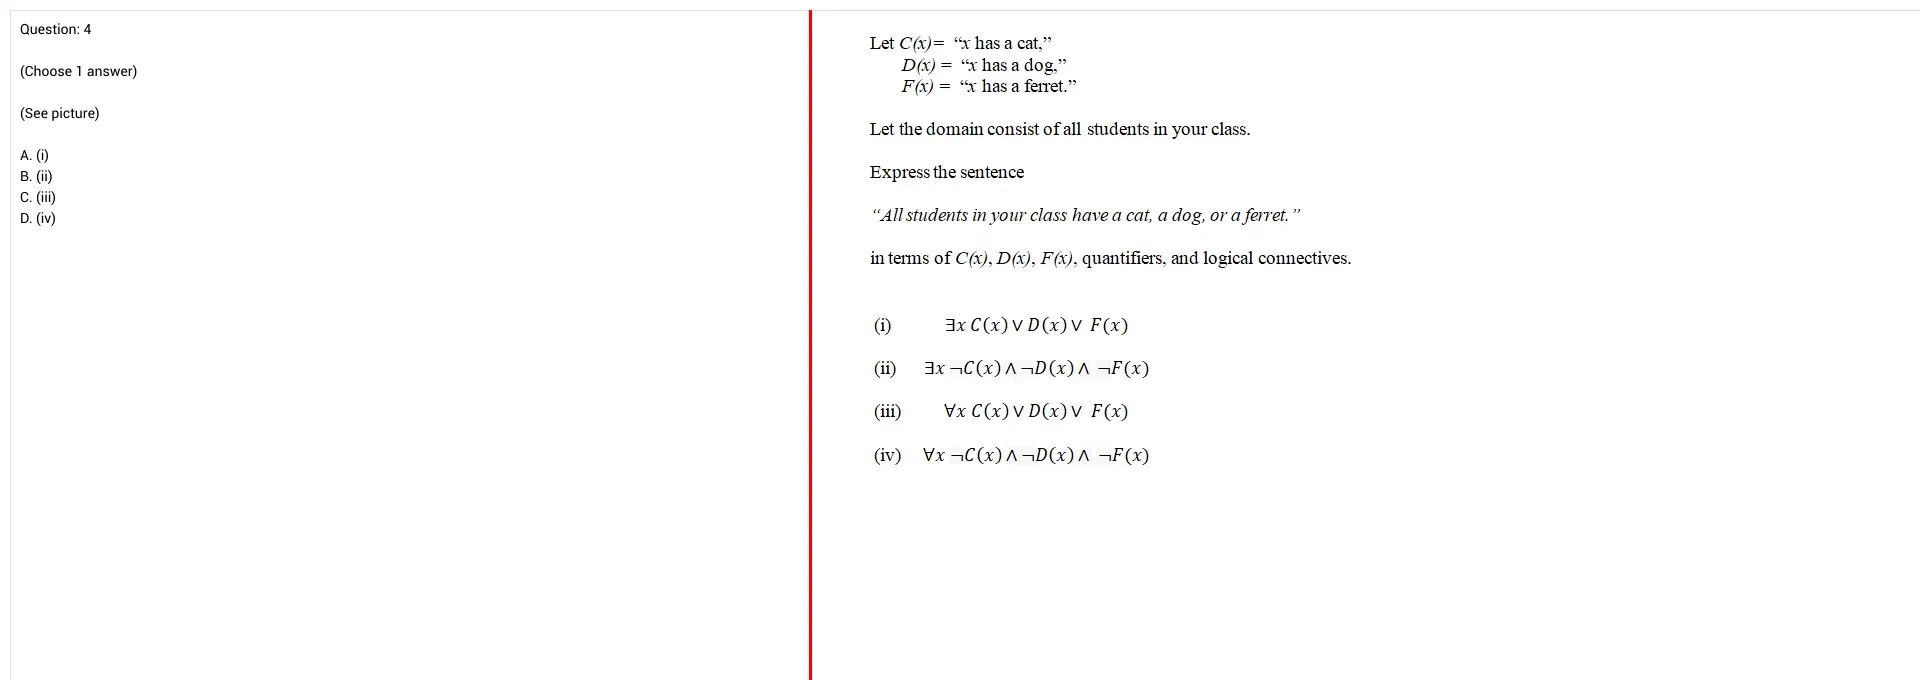 Question: 4
(Choose 1 answer)
(See picture)
A. (i)
B. (ii)
C. (iii)
D. (iv)
Let C(x)= “x has a cat,”
D(x) = “x has a dog,”
F(x) = “x has a ferret.”
Let the domain consist of all students in your class.
Express the sentence
“All students in your class have a cat, a dog, or a ferret.”
in terms of C(x), D(x), F(x), quantifiers, and logical connectives.
(i) ∃x C(x) ∨ D(x) ∨ F(x)
(ii) ∃x ¬C(x) ∧ ¬D(x) ∧ ¬F(x)
(iii) ∀x C(x) ∨ D(x) ∨ F(x)
(iv) ∀x ¬C(x) ∧ ¬D(x) ∧ ¬F(x)